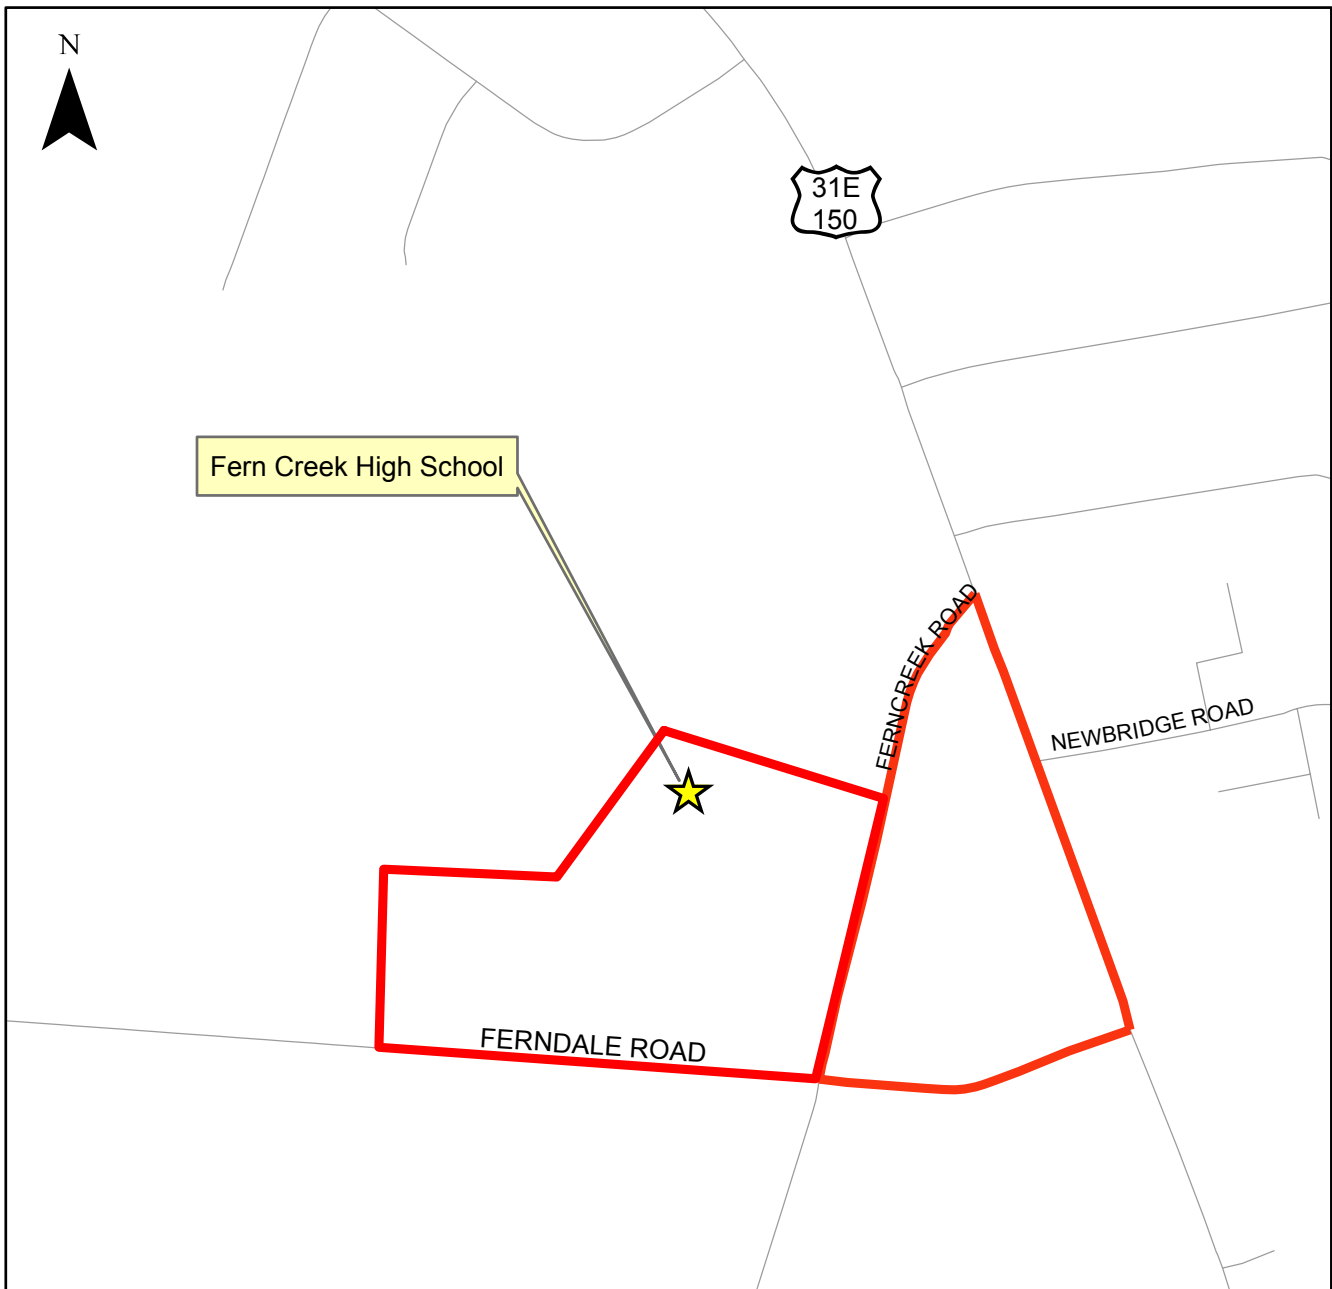 N
31E
150
Fern Creek High School
FERNCREEK ROAD
NEWBRIDGE ROAD
FERNDALE ROAD